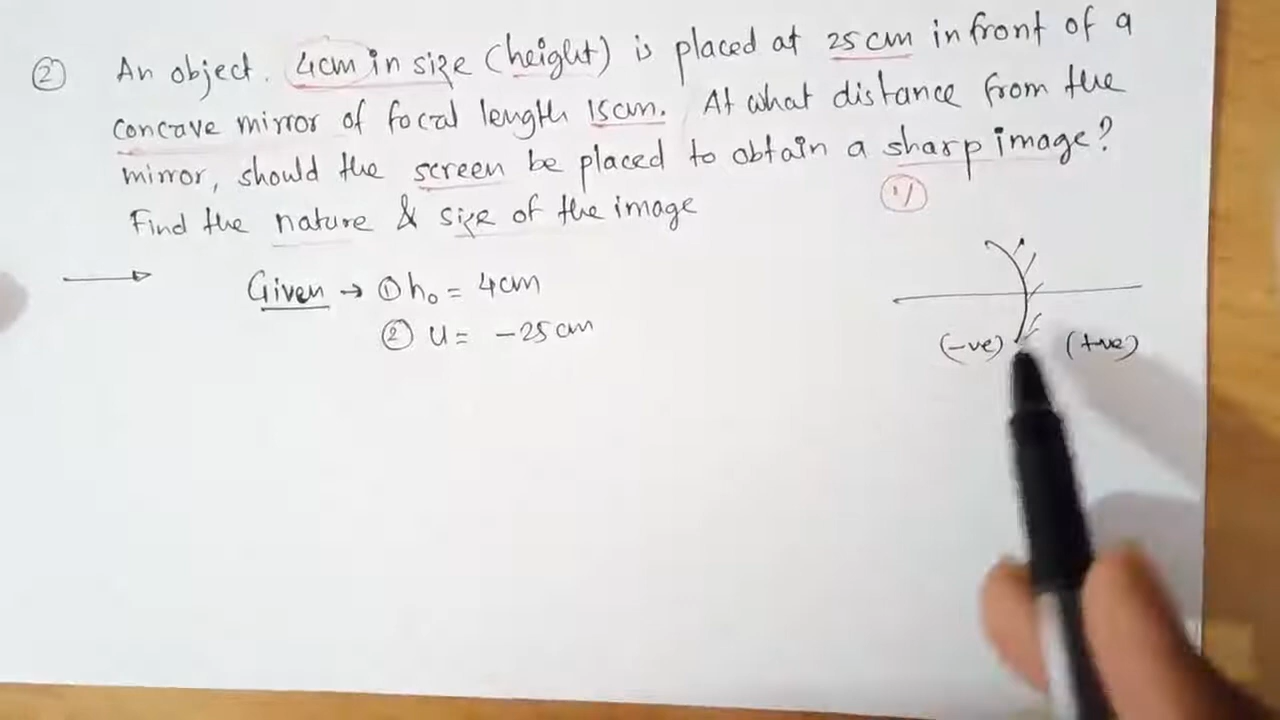 ② An object. 4cm in size (height) is placed at 25cm in front of a
concave mirror of focal length 15cm. At what distance from the
mirror, should the screen be placed to obtain a sharp image?
Find the nature & size of the image
Given → ① h₀ = 4cm
② u = -25cm
(-ve) (+ve)